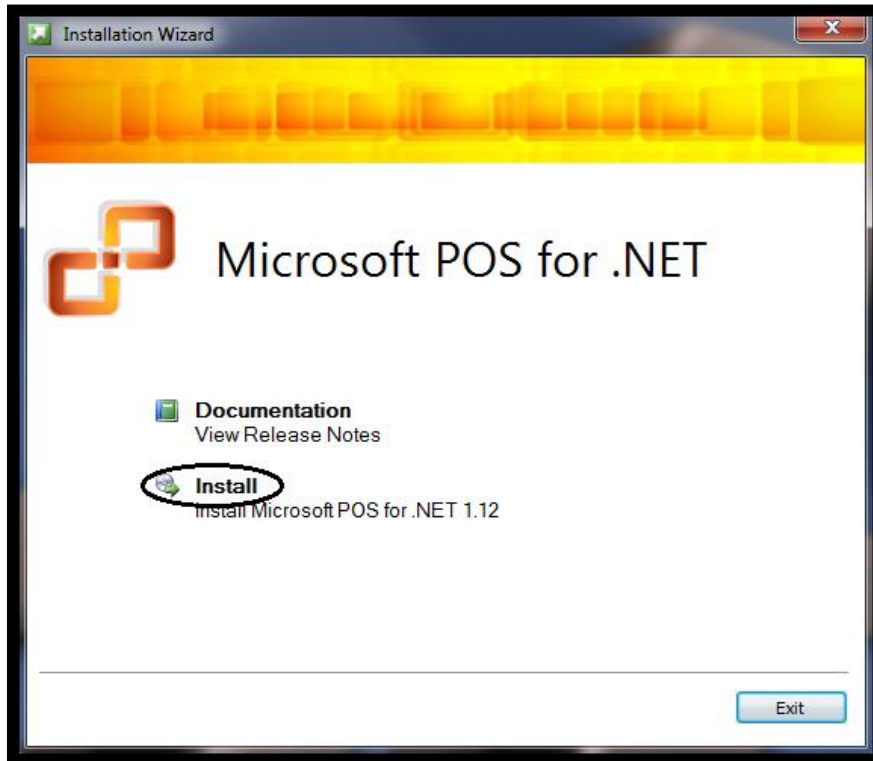 Installation Wizard
Microsoft POS for .NET
Documentation
View Release Notes
Install
Install Microsoft POS for .NET 1.12
Exit